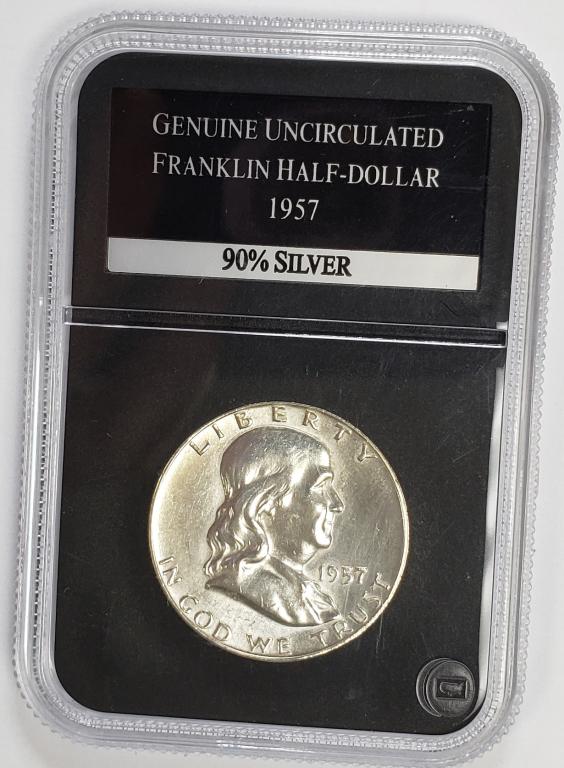 GENUINE UNCIRCULATED
FRANKLIN HALF-DOLLAR
1957
90% SILVER
LIBERTY
1957
IN GOD WE TRUST